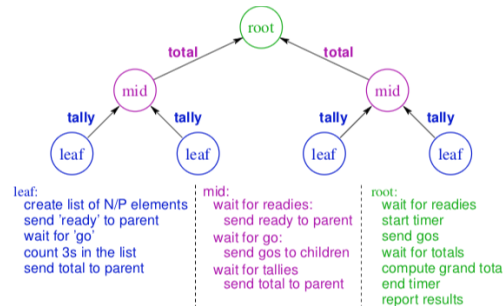 root
total total
mid mid
tally tally tally tally
leaf leaf leaf leaf
leaf:
create list of N/P elements
send 'ready' to parent
wait for 'go'
count 3s in the list
send total to parent
mid:
wait for readies:
send ready to parent
wait for go:
send gos to children
wait for tallies
send total to parent
root:
wait for readies
start timer
send gos
wait for totals
compute grand tota
end timer
report results